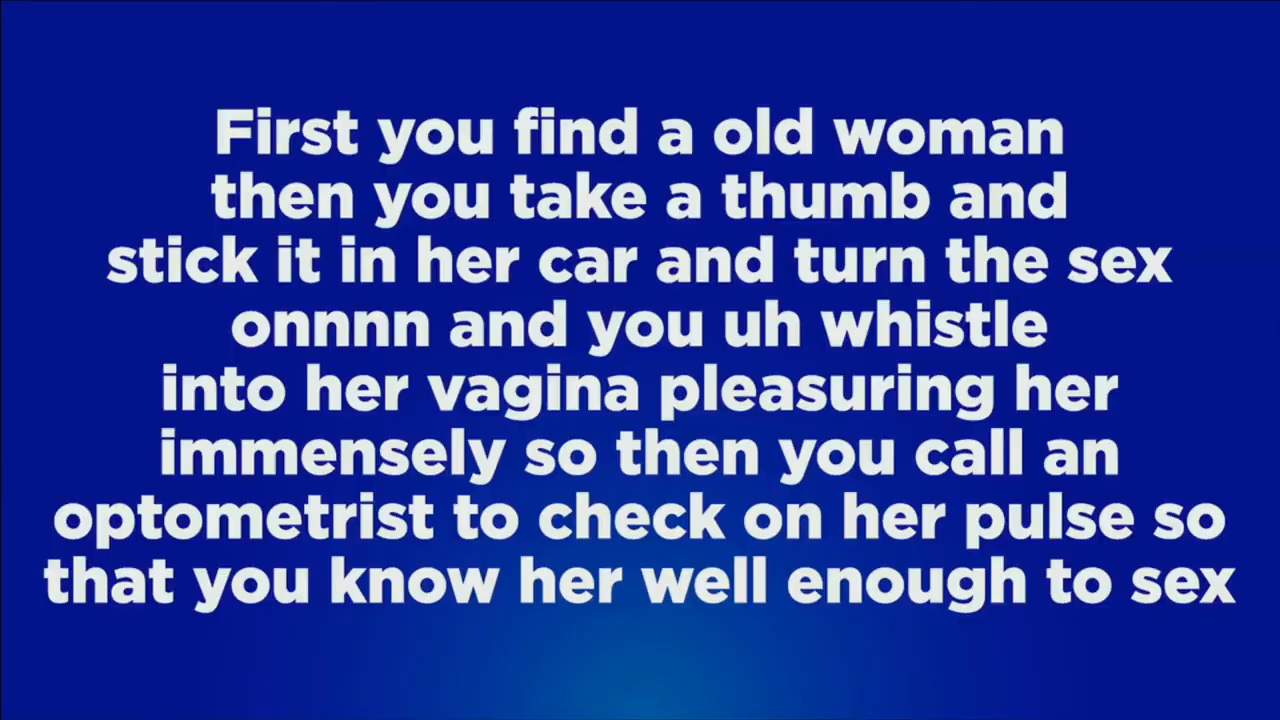 First you find a old woman
then you take a thumb and
stick it in her car and turn the sex
onnnn and you uh whistle
into her vagina pleasuring her
immensely so then you call an
optometrist to check on her pulse so
that you know her well enough to sex